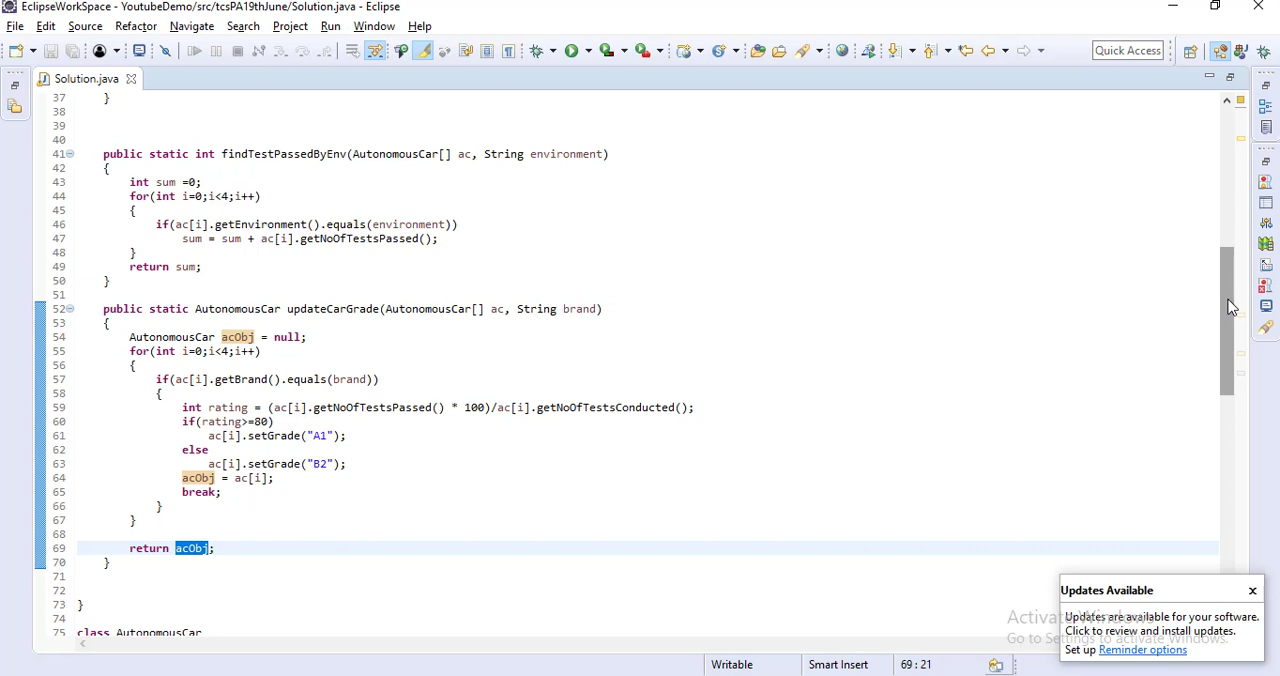 EclipseWorkSpace - YoutubeDemo/src/tcsPA19thJune/Solution.java - Eclipse
File Edit Source Refactor Navigate Search Project Run Window Help
Quick Access
Solution.java
37 }
38
39
40
41 public static int findTestPassedByEnv(AutonomousCar[] ac, String environment)
42 {
43 int sum =0;
44 for(int i=0;i<4;i++)
45 {
46 if(ac[i].getEnvironment().equals(environment))
47 sum = sum + ac[i].getNoOfTestsPassed();
48 }
49 return sum;
50 }
51
52 public static AutonomousCar updateCarGrade(AutonomousCar[] ac, String brand)
53 {
54 AutonomousCar acObj = null;
55 for(int i=0;i<4;i++)
56 {
57 if(ac[i].getBrand().equals(brand))
58 {
59 int rating = (ac[i].getNoOfTestsPassed() * 100)/ac[i].getNoOfTestsConducted();
60 if(rating>=80)
61 ac[i].setGrade("A1");
62 else
63 ac[i].setGrade("B2");
64 acObj = ac[i];
65 break;
66 }
67 }
68
69 return acObj;
70 }
71
72
73 }
74
75 class AutonomousCar
Updates Available
Updates are available for your software.
Click to review and install updates.
Set up Reminder options
Activate Windows
Go to Settings to activate Windows.
Writable Smart Insert 69 : 21